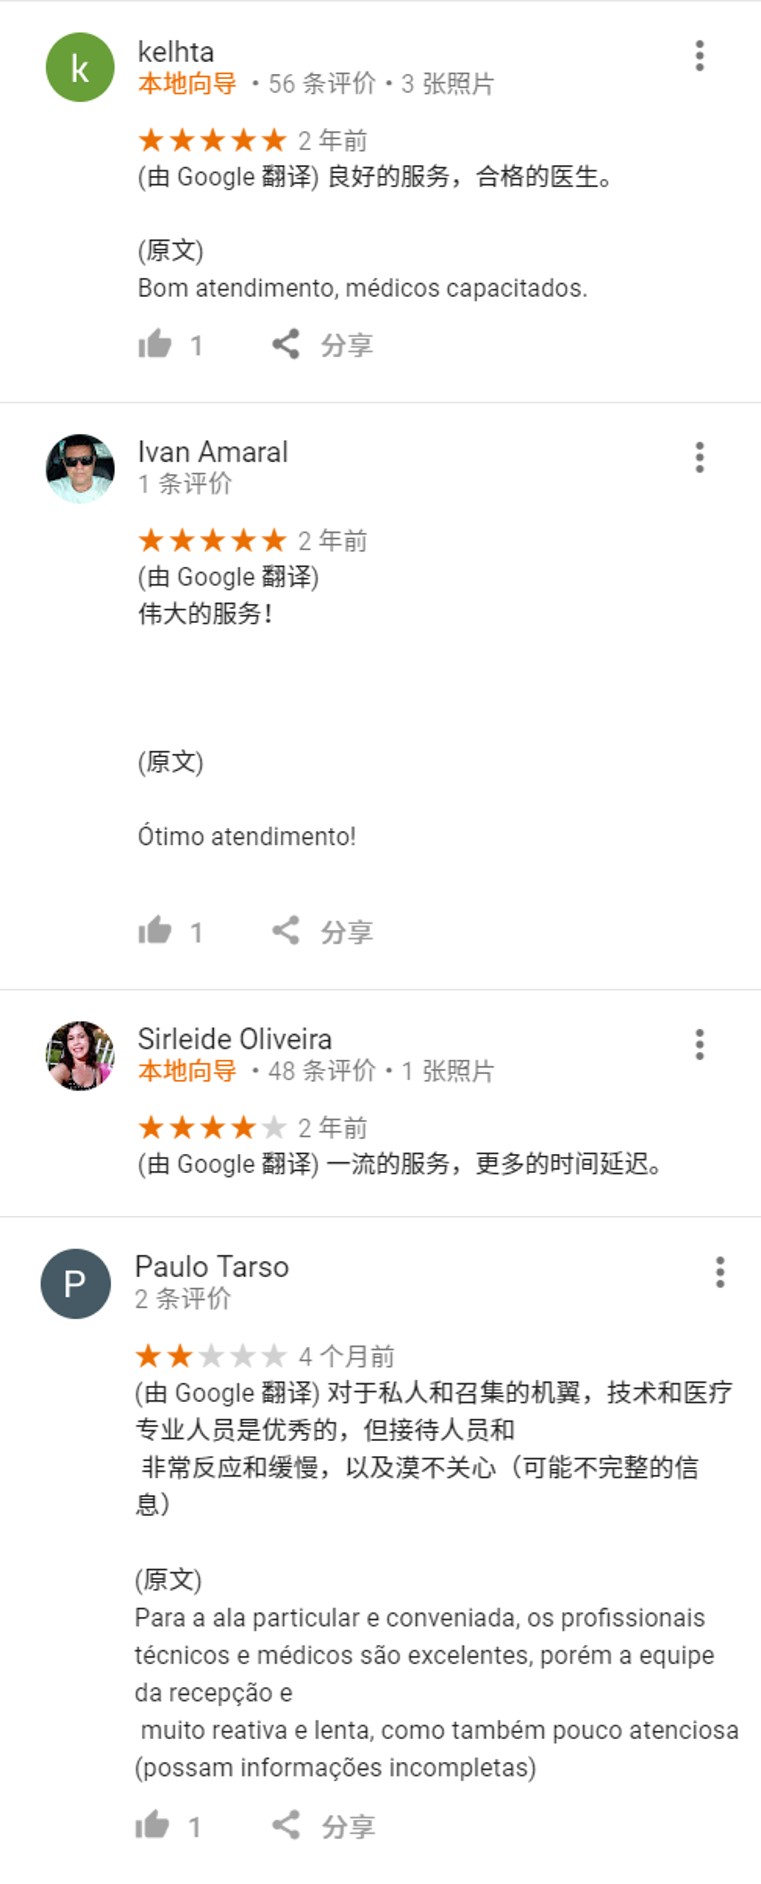 k
kelhta
本地向导 ・56 条评价・3 张照片
2 年前
(由 Google 翻译) 良好的服务，合格的医生。
(原文)
Bom atendimento, médicos capacitados.
1 分享
Ivan Amaral
1 条评价
2 年前
(由 Google 翻译)
伟大的服务！
(原文)
Ótimo atendimento!
1 分享
Sirleide Oliveira
本地向导 ・48 条评价・1 张照片
2 年前
(由 Google 翻译) 一流的服务，更多的时间延迟。
P
Paulo Tarso
2 条评价
4 个月前
(由 Google 翻译) 对于私人和召集的机翼，技术和医疗
专业人员是优秀的，但接待人员和
非常反应和缓慢，以及漠不关心（可能不完整的信
息）
(原文)
Para a ala particular e conveniada, os profissionais
técnicos e médicos são excelentes, porém a equipe
da recepção e
muito reativa e lenta, como também pouco atenciosa
(possam informações incompletas)
1 分享